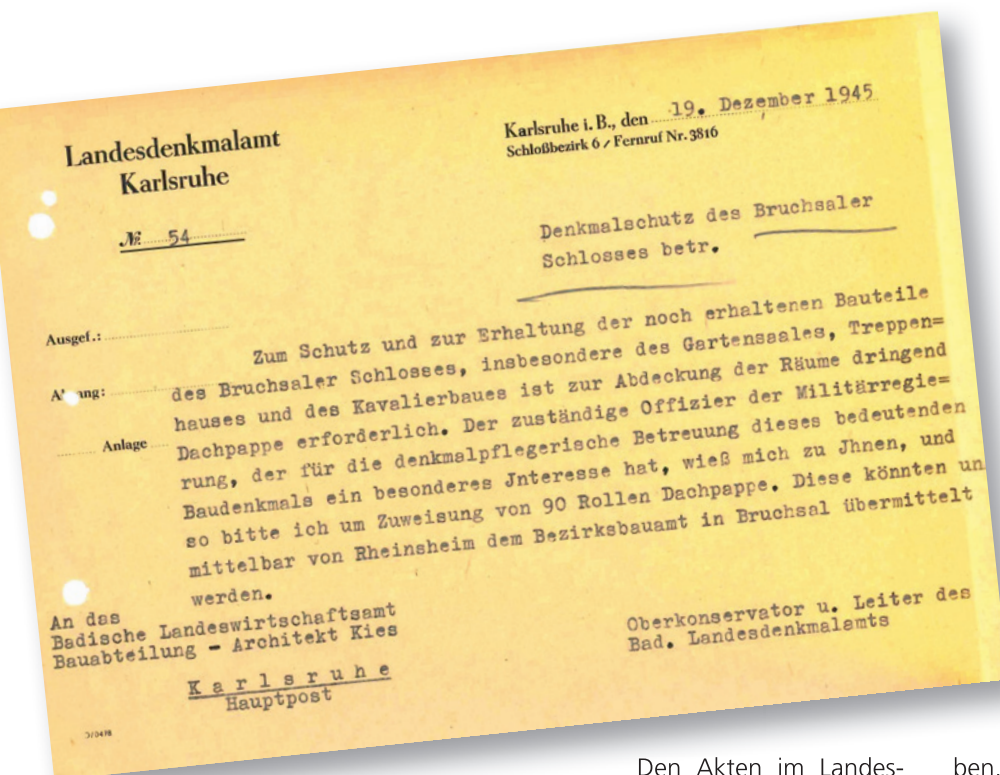 Landesdenkmalamt
Karlsruhe
№ 54
Karlsruhe i. B., den 19. Dezember 1945
Schloßbezirk 6 / Fernruf Nr. 3816
Denkmalschutz des Bruchsaler
Schlosses betr.
Ausgef.:
Anlage
Zum Schutz und zur Erhaltung der noch erhaltenen Bauteile
des Bruchsaler Schlosses, insbesondere des Gartensaales, Treppen=
hauses und des Kavalierbaues ist zur Abdeckung der Räume dringend
Dachpappe erforderlich. Der zuständige Offizier der Militärregie=
rung, der für die denkmalpflegerische Betreuung dieses bedeutenden
Baudenkmals ein besonderes Jnteresse hat, wieß mich zu Jhnen, und
so bitte ich um Zuweisung von 90 Rollen Dachpappe. Diese könnten un
mittelbar von Rheinsheim dem Bezirksbauamt in Bruchsal übermittelt
werden.
An das
Badische Landeswirtschaftsamt
Bauabteilung - Architekt Kies
Karlsruhe
Hauptpost
Oberkonservator u. Leiter des
Bad. Landesdenkmalamts
Den Akten im Landes- ben.